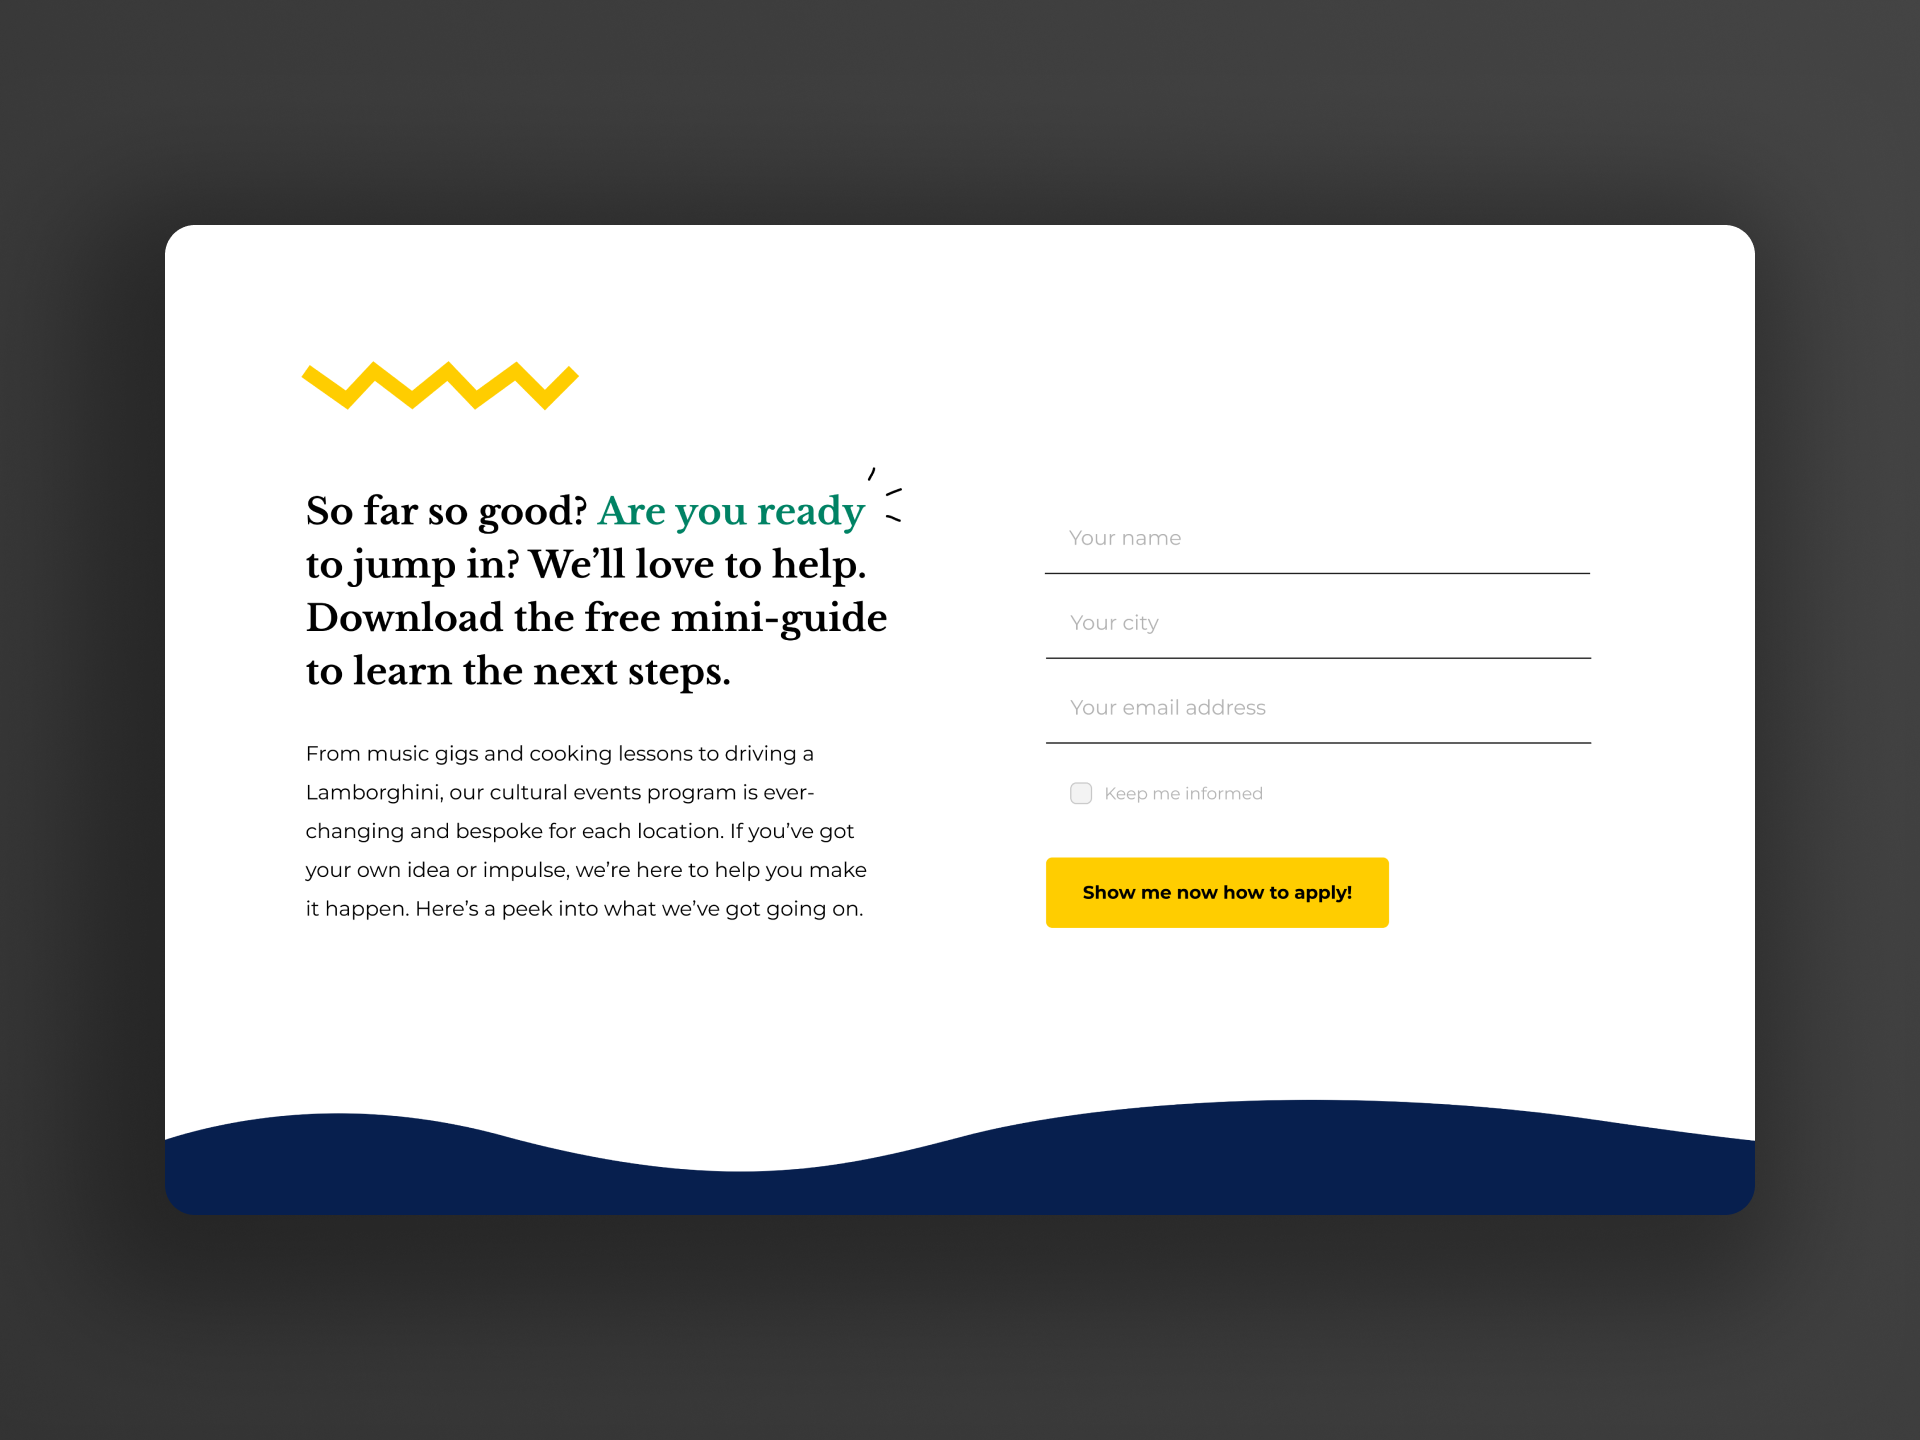 So far so good? Are you ready
to jump in? We’ll love to help.
Download the free mini-guide
to learn the next steps.
From music gigs and cooking lessons to driving a
Lamborghini, our cultural events program is ever-
changing and bespoke for each location. If you’ve got
your own idea or impulse, we’re here to help you make
it happen. Here’s a peek into what we’ve got going on.
Your name
Your city
Your email address
Keep me informed
Show me now how to apply!